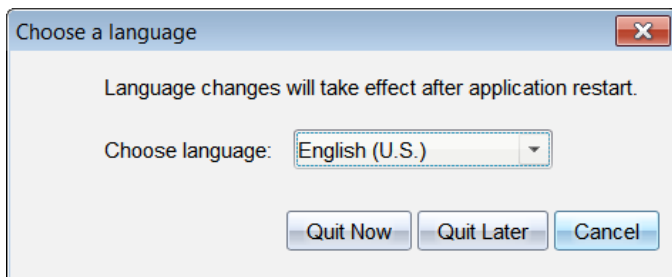 Choose a language
Language changes will take effect after application restart.
Choose language: English (U.S.)
Quit Now Quit Later Cancel